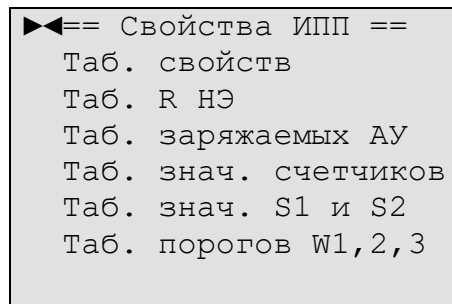 ►◄== Свойства ИПП ==
Таб. свойств
Таб. R НЭ
Таб. заряжаемых АУ
Таб. знач. счетчиков
Таб. знач. S1 и S2
Таб. порогов W1,2,3